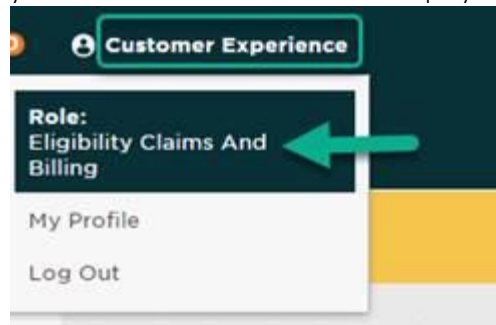 Customer Experience
Role:
Eligibility Claims And
Billing
My Profile
Log Out